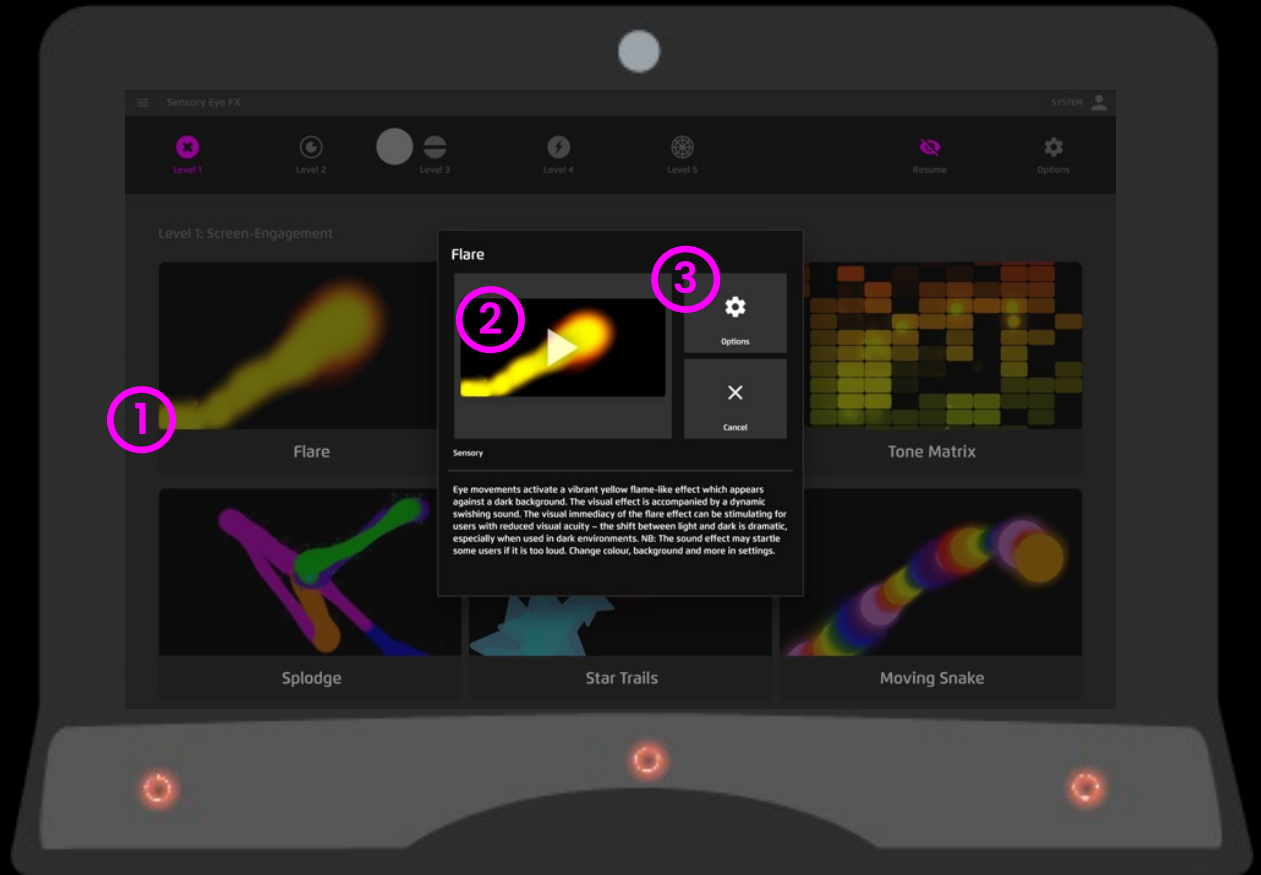 Sensory Eye FX
SYSTEM
Level 1
Level 2
Level 3
Level 4
Level 5
Resume
Options
Level 1: Screen-Engagement
Flare
1
Flare
2
3
Options
Cancel
Sensory
Eye movements activate a vibrant yellow flame-like effect which appears
against a dark background. The visual effect is accompanied by a dynamic
swishing sound. The visual immediacy of the flare effect can be stimulating for
users with reduced visual acuity – the shift between light and dark is dramatic,
especially when used in dark environments. NB: The sound effect may startle
some users if it is too loud. Change colour, background and more in settings.
Tone Matrix
Splodge
Star Trails
Moving Snake